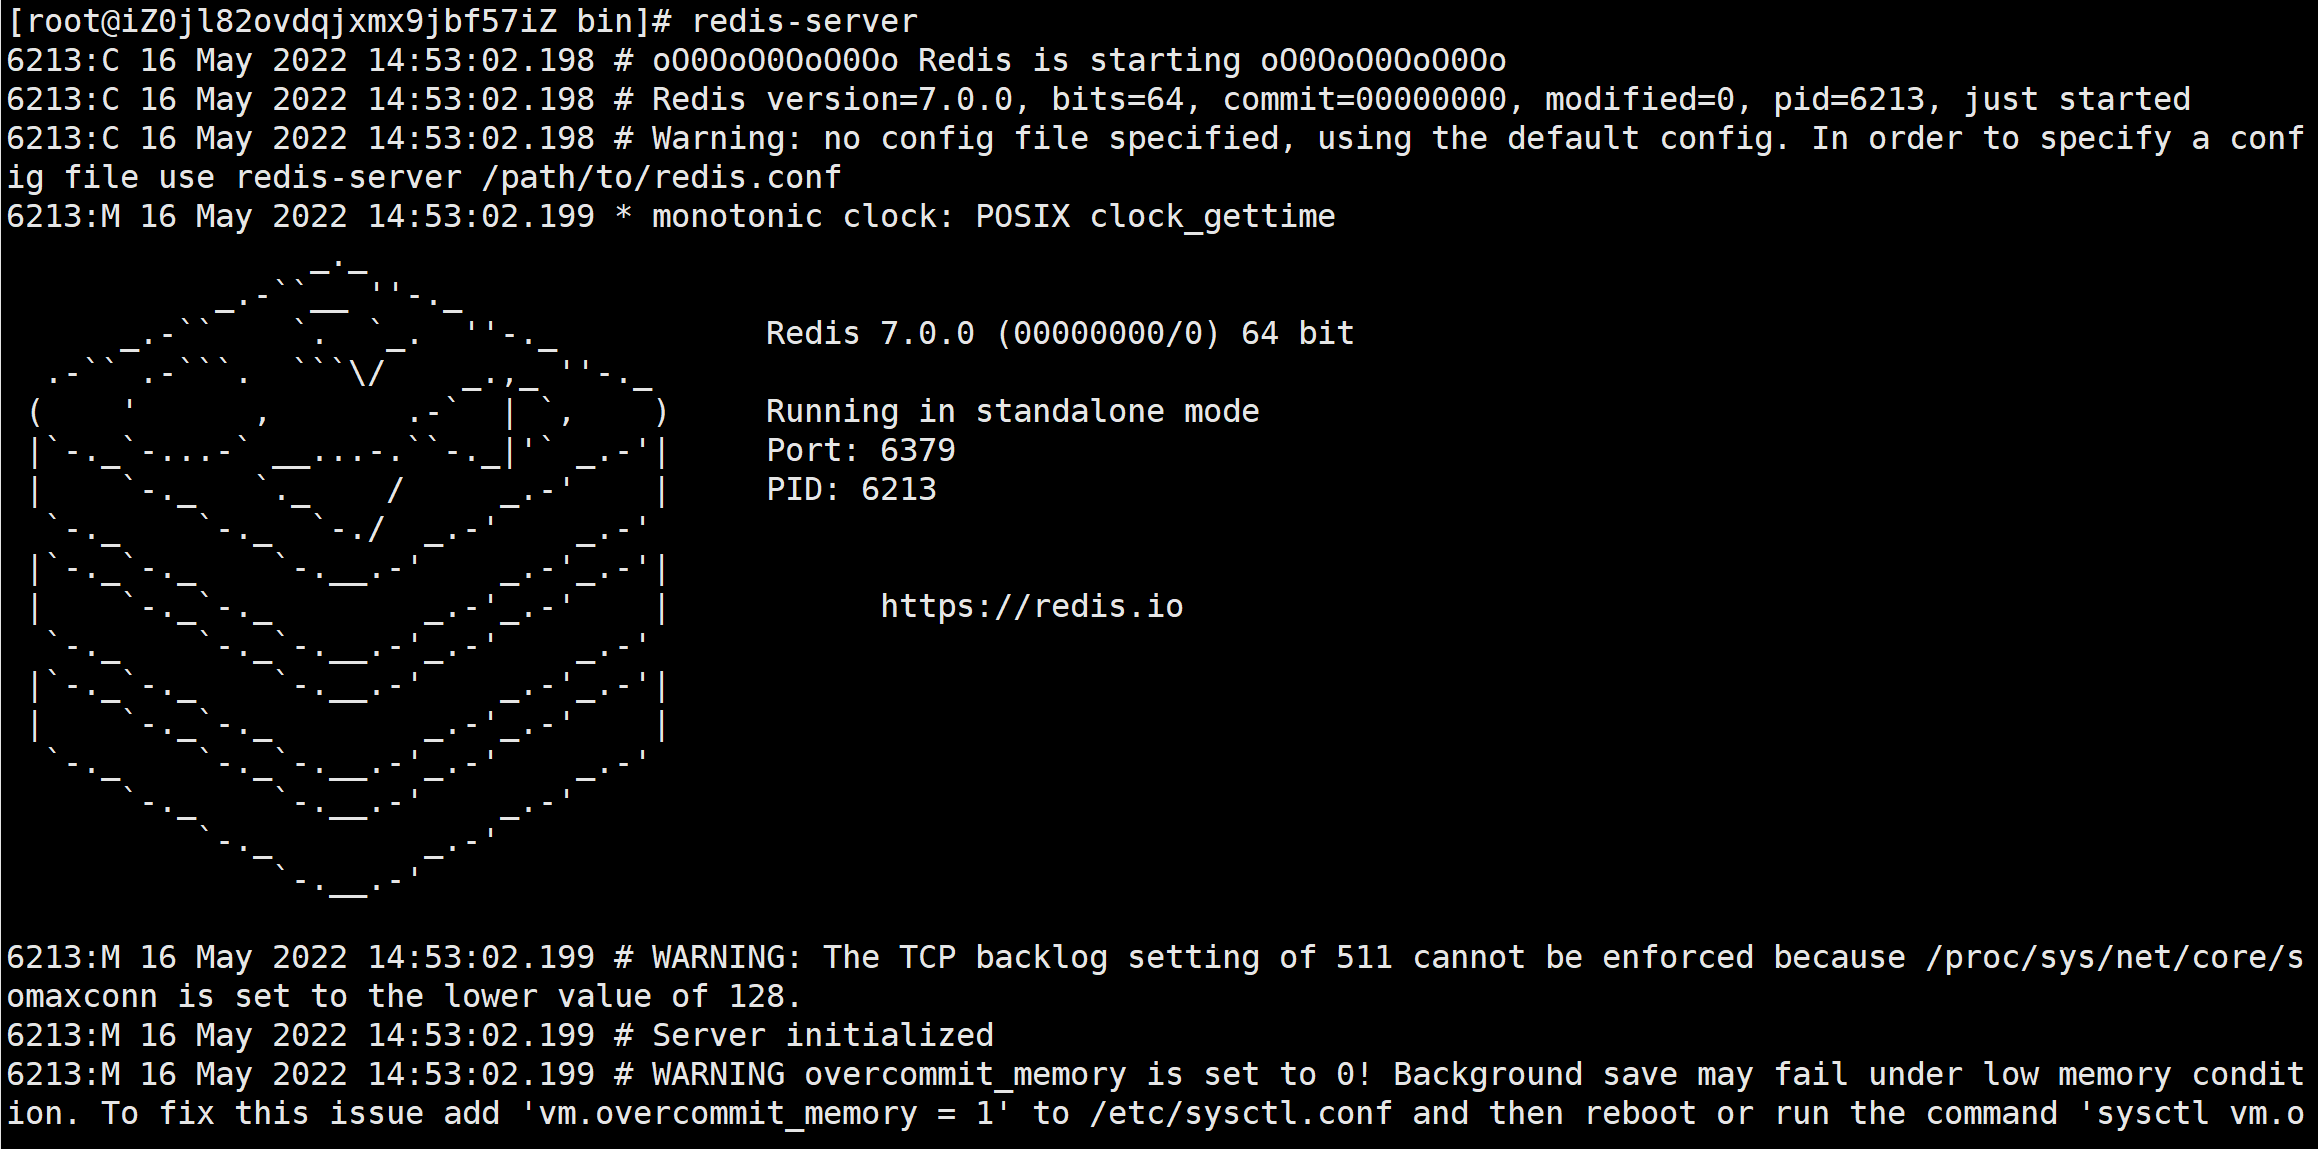 [root@iZ0jl82ovdqjxmx9jbf57iZ bin]# redis-server
6213:C 16 May 2022 14:53:02.198 # oO0OoO0OoO0Oo Redis is starting oO0OoO0OoO0Oo
6213:C 16 May 2022 14:53:02.198 # Redis version=7.0.0, bits=64, commit=00000000, modified=0, pid=6213, just started
6213:C 16 May 2022 14:53:02.198 # Warning: no config file specified, using the default config. In order to specify a conf
ig file use redis-server /path/to/redis.conf
6213:M 16 May 2022 14:53:02.199 * monotonic clock: POSIX clock_gettime
Redis 7.0.0 (00000000/0) 64 bit
Running in standalone mode
Port: 6379
PID: 6213
https://redis.io
6213:M 16 May 2022 14:53:02.199 # WARNING: The TCP backlog setting of 511 cannot be enforced because /proc/sys/net/core/s
omaxconn is set to the lower value of 128.
6213:M 16 May 2022 14:53:02.199 # Server initialized
6213:M 16 May 2022 14:53:02.199 # WARNING overcommit_memory is set to 0! Background save may fail under low memory condit
ion. To fix this issue add 'vm.overcommit_memory = 1' to /etc/sysctl.conf and then reboot or run the command 'sysctl vm.o